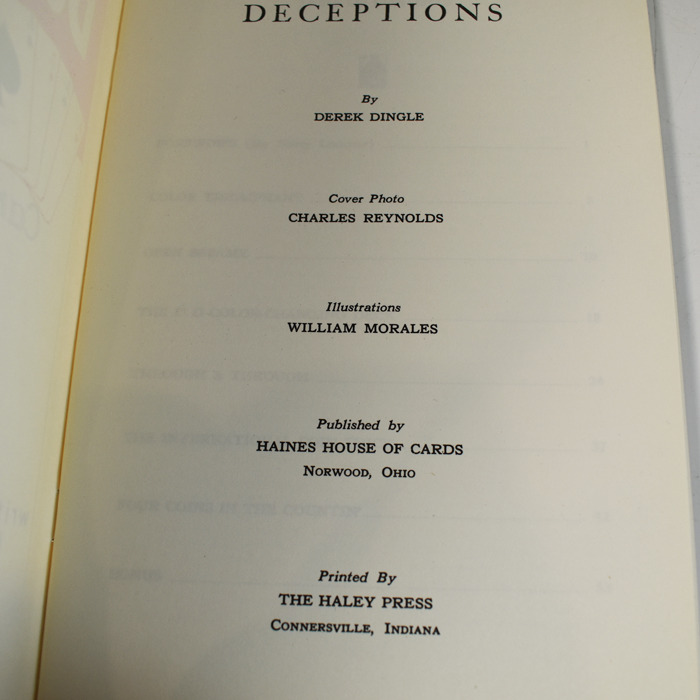 DECEPTIONS
By
DEREK DINGLE
Cover Photo
CHARLES REYNOLDS
Illustrations
WILLIAM MORALES
Published by
HAINES HOUSE OF CARDS
NORWOOD, OHIO
Printed By
THE HALEY PRESS
CONNERSVILLE, INDIANA